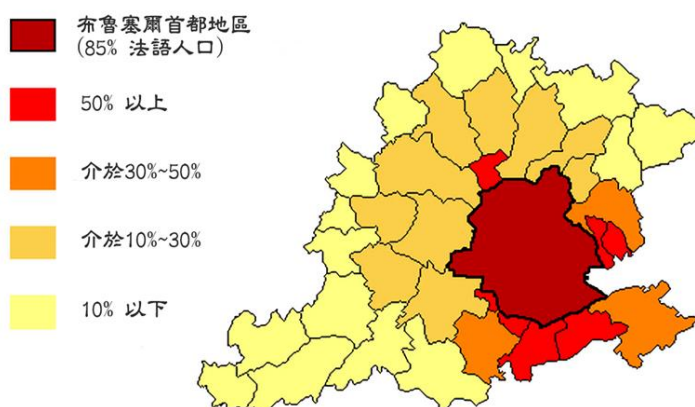 布魯塞爾首都地區
(85% 法語人口)
50% 以上
介於30%~50%
介於10%~30%
10% 以下